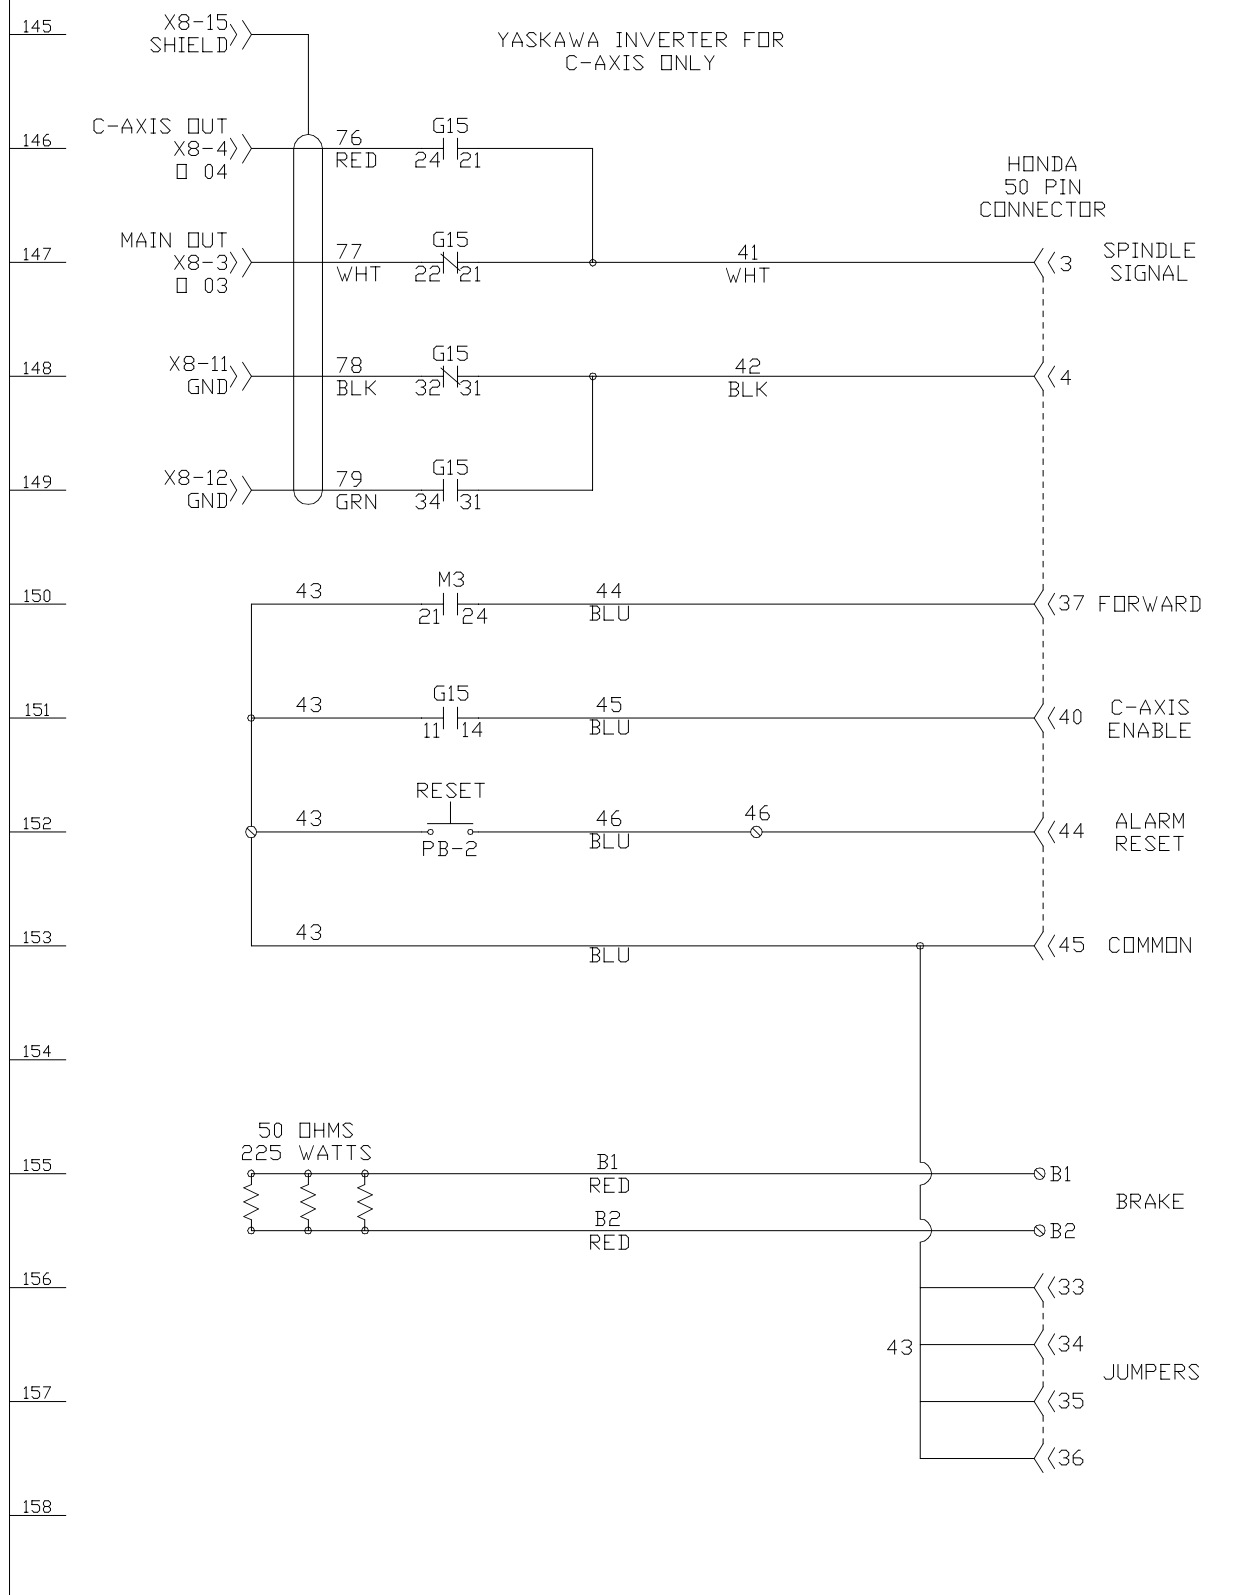 145
X8-15
SHIELD
YASKAWA INVERTER FOR
C-AXIS ONLY
146
C-AXIS OUT
X8-4
O 04
76
RED
G15
24 21
HONDA
50 PIN
CONNECTOR
147
MAIN OUT
X8-3
O 03
77
WHT
G15
22 21
41
WHT
3
SPINDLE
SIGNAL
148
X8-11
GND
78
BLK
G15
32 31
42
BLK
4
149
X8-12
GND
79
GRN
G15
34 31
150
43
M3
21 24
44
BLU
37 FORWARD
151
43
G15
11 14
45
BLU
40
C-AXIS
ENABLE
152
43
RESET
PB-2
46
BLU
46
44
ALARM
RESET
153
43
BLU
45 COMMON
154
50 OHMS
225 WATTS
155
B1
RED
B1
B2
RED
B2
BRAKE
156
33
43
34
JUMPERS
157
35
36
158